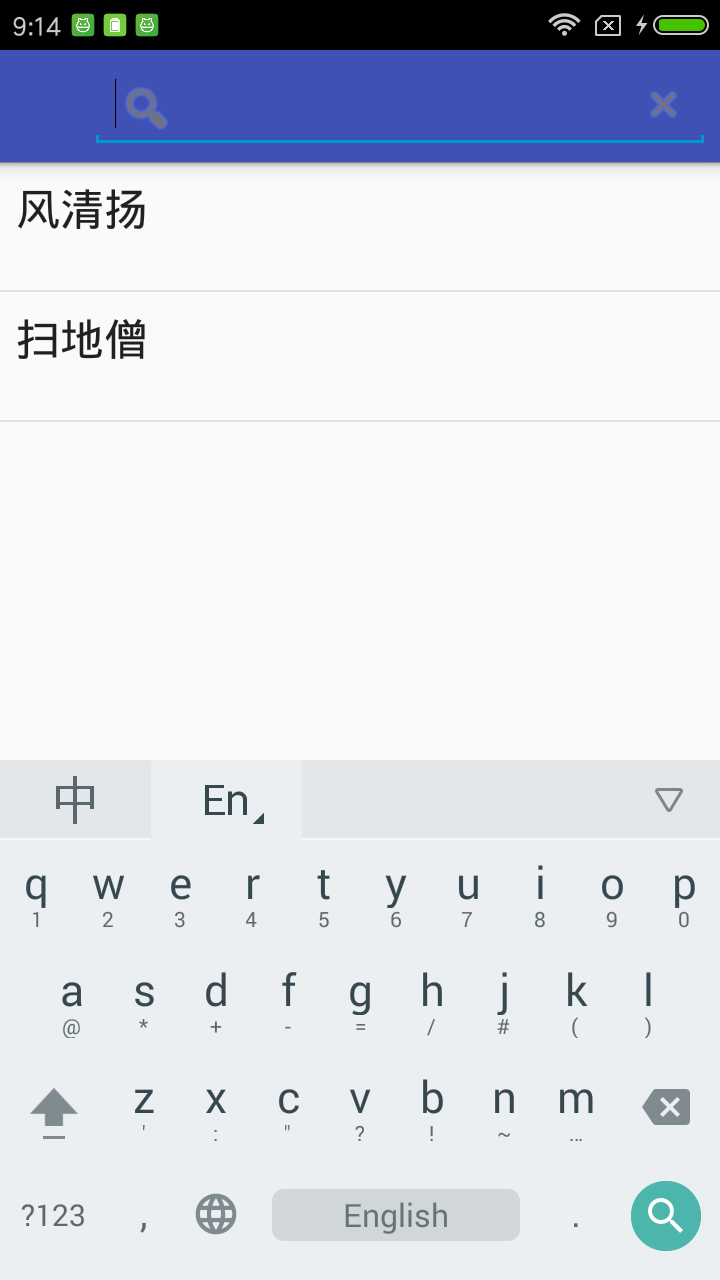 9:14
风清扬
扫地僧
中 En
q w e r t y u i o p
1 2 3 4 5 6 7 8 9 0
a s d f g h j k l
@ * + - = / # ( )
z x c v b n m
' : " ? ! ~ ...
?123 , English .